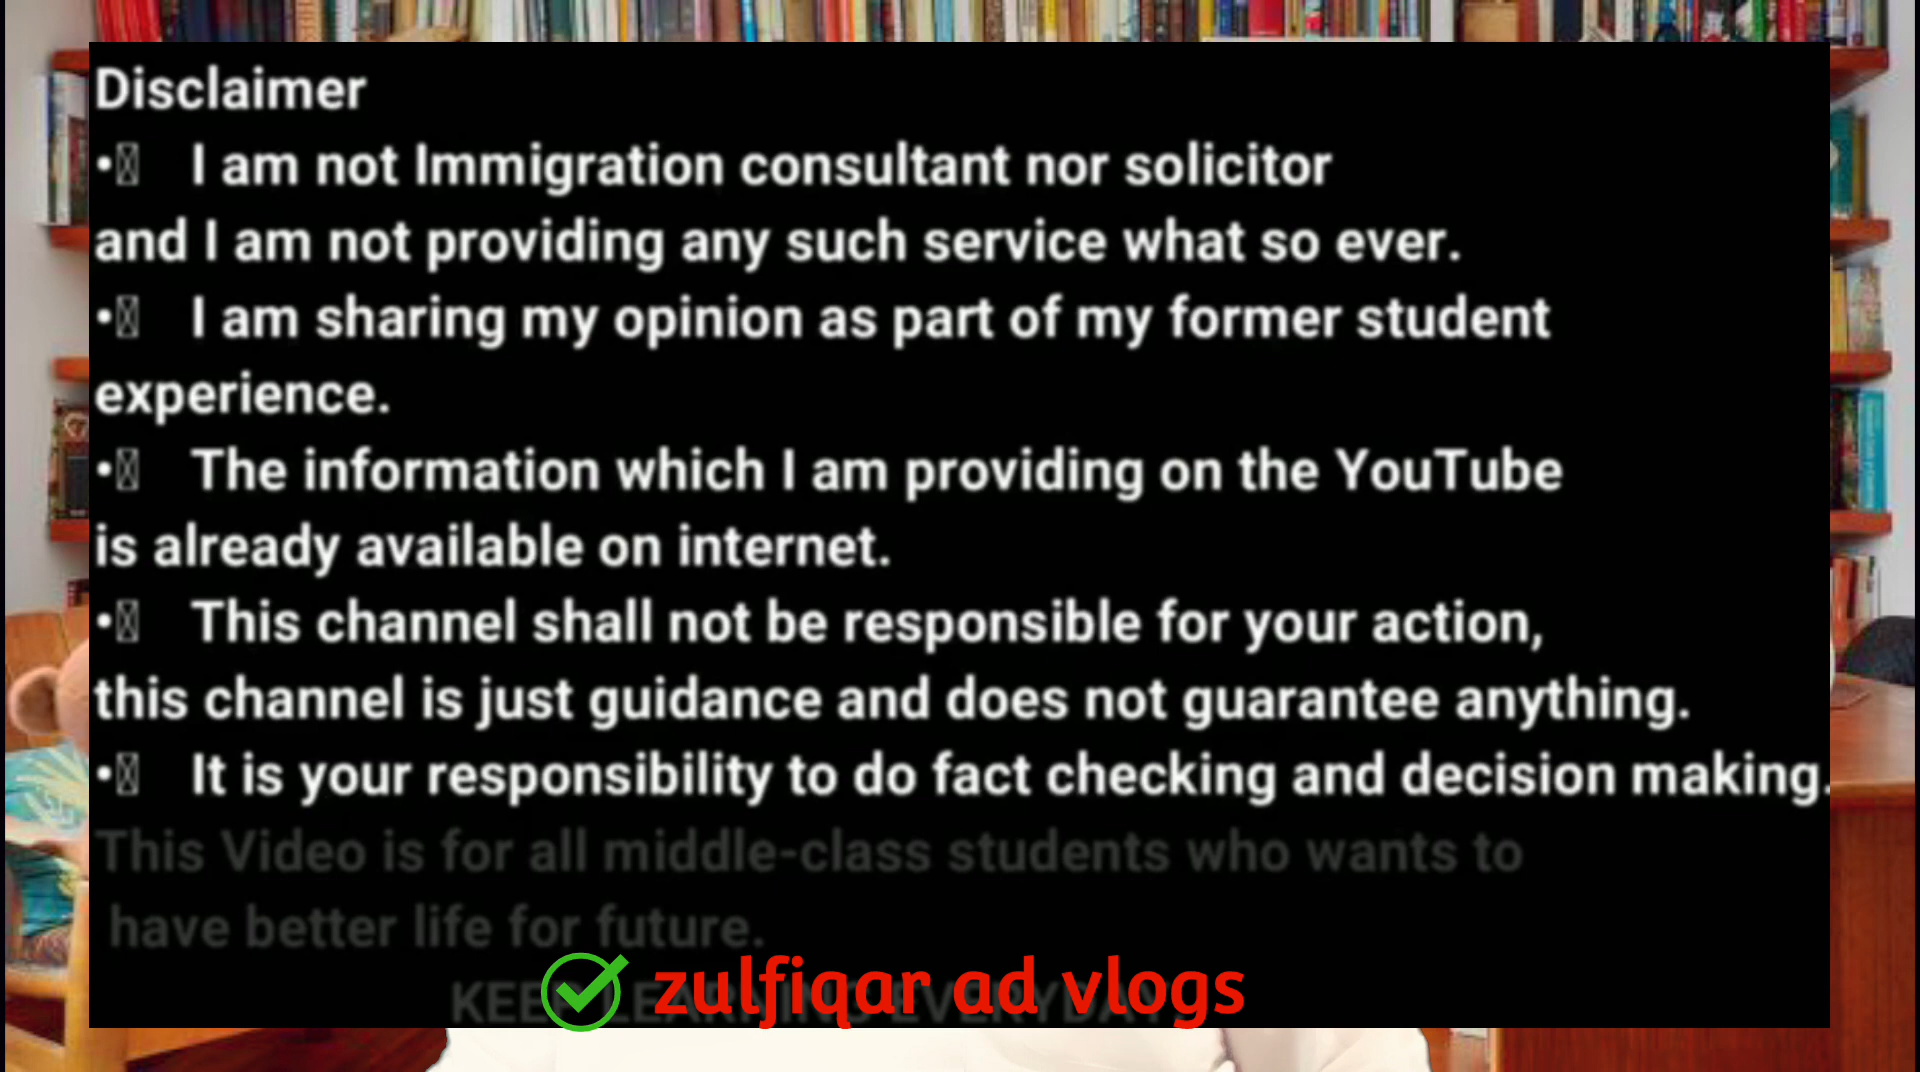 Disclaimer
• I am not Immigration consultant nor solicitor
and I am not providing any such service what so ever.
• I am sharing my opinion as part of my former student
experience.
• The information which I am providing on the YouTube
is already available on internet.
• This channel shall not be responsible for your action,
this channel is just guidance and does not guarantee anything.
• It is your responsibility to do fact checking and decision making.
This Video is for all middle-class students who wants to
have better life for future.
KEEP LEARNING EVERYDAY
zulfiqar ad vlogs